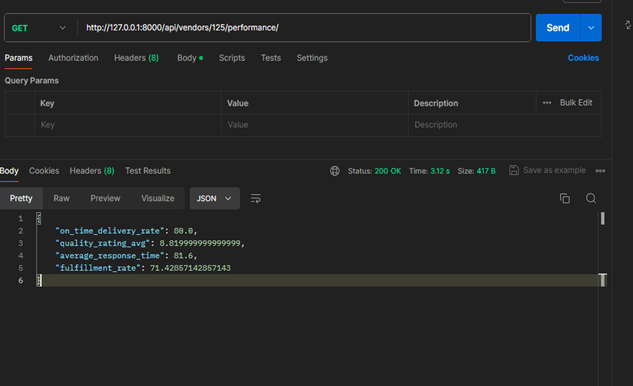 GET http://127.0.0.1:8000/api/vendors/125/performance/ Send
Params Authorization Headers (8) Body Scripts Tests Settings Cookies
Query Params
Key Value Description Bulk Edit
Key Value Description
Body Cookies Headers (8) Test Results Status: 200 OK Time: 3.12 s Size: 417 B Save as example
Pretty Raw Preview Visualize JSON
1 {
2 "on_time_delivery_rate": 80.0,
3 "quality_rating_avg": 8.819999999999999,
4 "average_response_time": 81.6,
5 "fulfillment_rate": 71.42857142857143
6 }